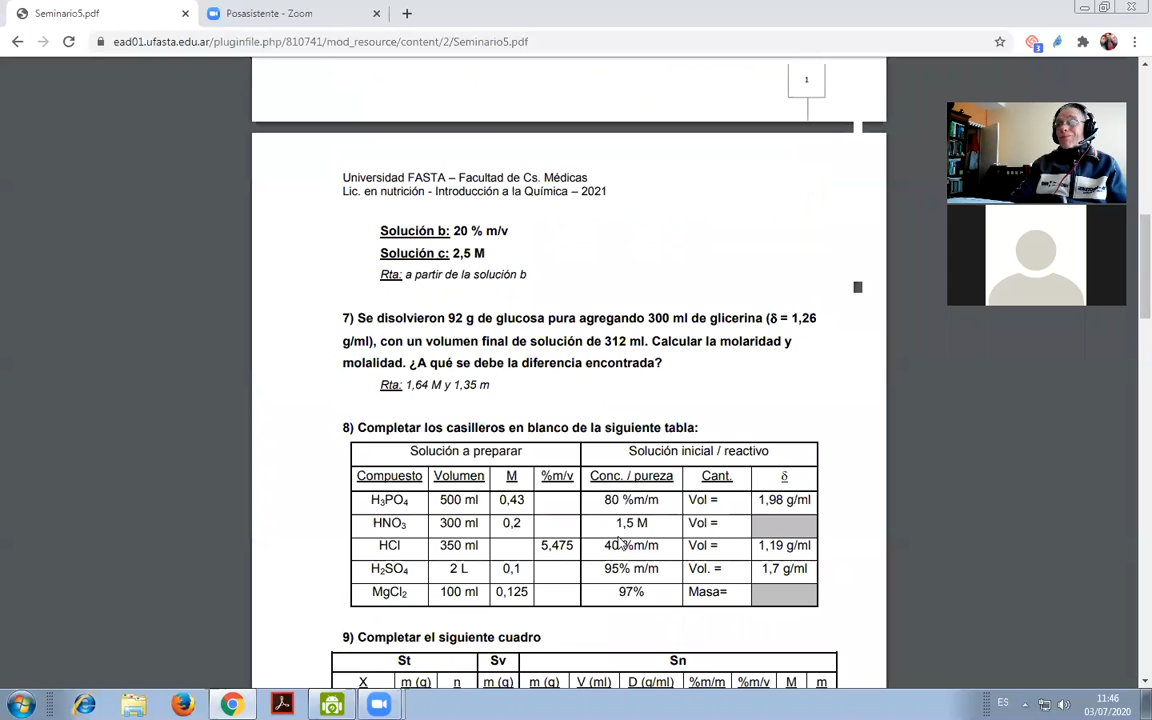 Seminario5.pdf
Posasistente - Zoom
ead01.ufasta.edu.ar/pluginfile.php/810741/mod_resource/content/2/Seminario5.pdf
3
1
Universidad FASTA – Facultad de Cs. Médicas
Lic. en nutrición - Introducción a la Química – 2021
Solución b: 20 % m/v
Solución c: 2,5 M
Rta: a partir de la solución b
7) Se disolvieron 92 g de glucosa pura agregando 300 ml de glicerina (δ = 1,26
g/ml), con un volumen final de solución de 312 ml. Calcular la molaridad y
molalidad. ¿A qué se debe la diferencia encontrada?
Rta: 1,64 M y 1,35 m
8) Completar los casilleros en blanco de la siguiente tabla:
Solución a preparar Solución inicial / reactivo
Compuesto Volumen M %m/v Conc. / pureza Cant. δ
H₃PO₄ 500 ml 0,43 80 %m/m Vol = 1,98 g/ml
HNO₃ 300 ml 0,2 1,5 M Vol =
HCl 350 ml 5,475 40 %m/m Vol = 1,19 g/ml
H₂SO₄ 2 L 0,1 95% m/m Vol. = 1,7 g/ml
MgCl₂ 100 ml 0,125 97% Masa=
9) Completar el siguiente cuadro
St Sv Sn
X m (g) n m (g) m (g) V (ml) D (g/ml) %m/m %m/v M m
ES
11:46
03/07/2020